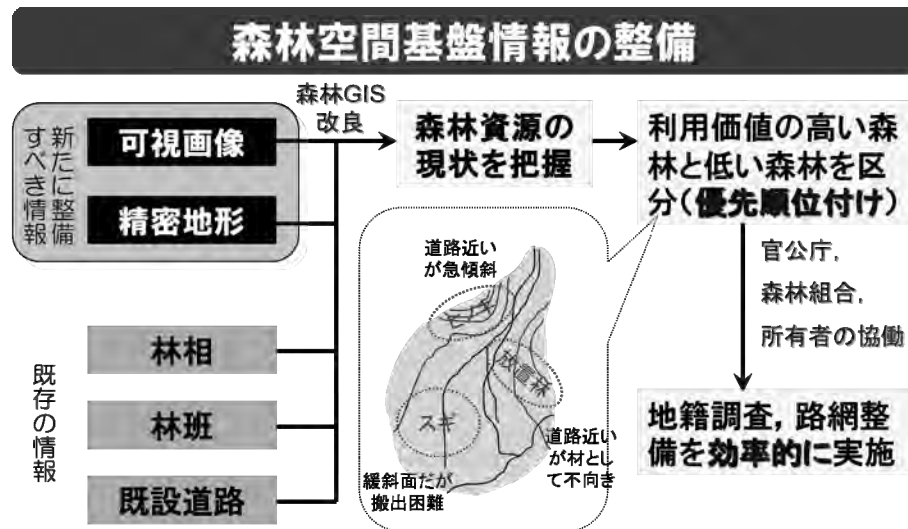 森林空間基盤情報の整備
新たに整備
すべき情報
可視画像
精密地形
森林GIS
改良
森林資源の
現状を把握
利用価値の高い森
林と低い森林を区
分(優先順位付け)
官公庁,
森林組合,
所有者の協働
地籍調査,路網整
備を効率的に実施
既存の情報
林相
林班
既設道路
道路近い
が急傾斜
ヒノキ
放置林
スギ
道路近い
が材とし
て不向き
緩斜面だが
搬出困難